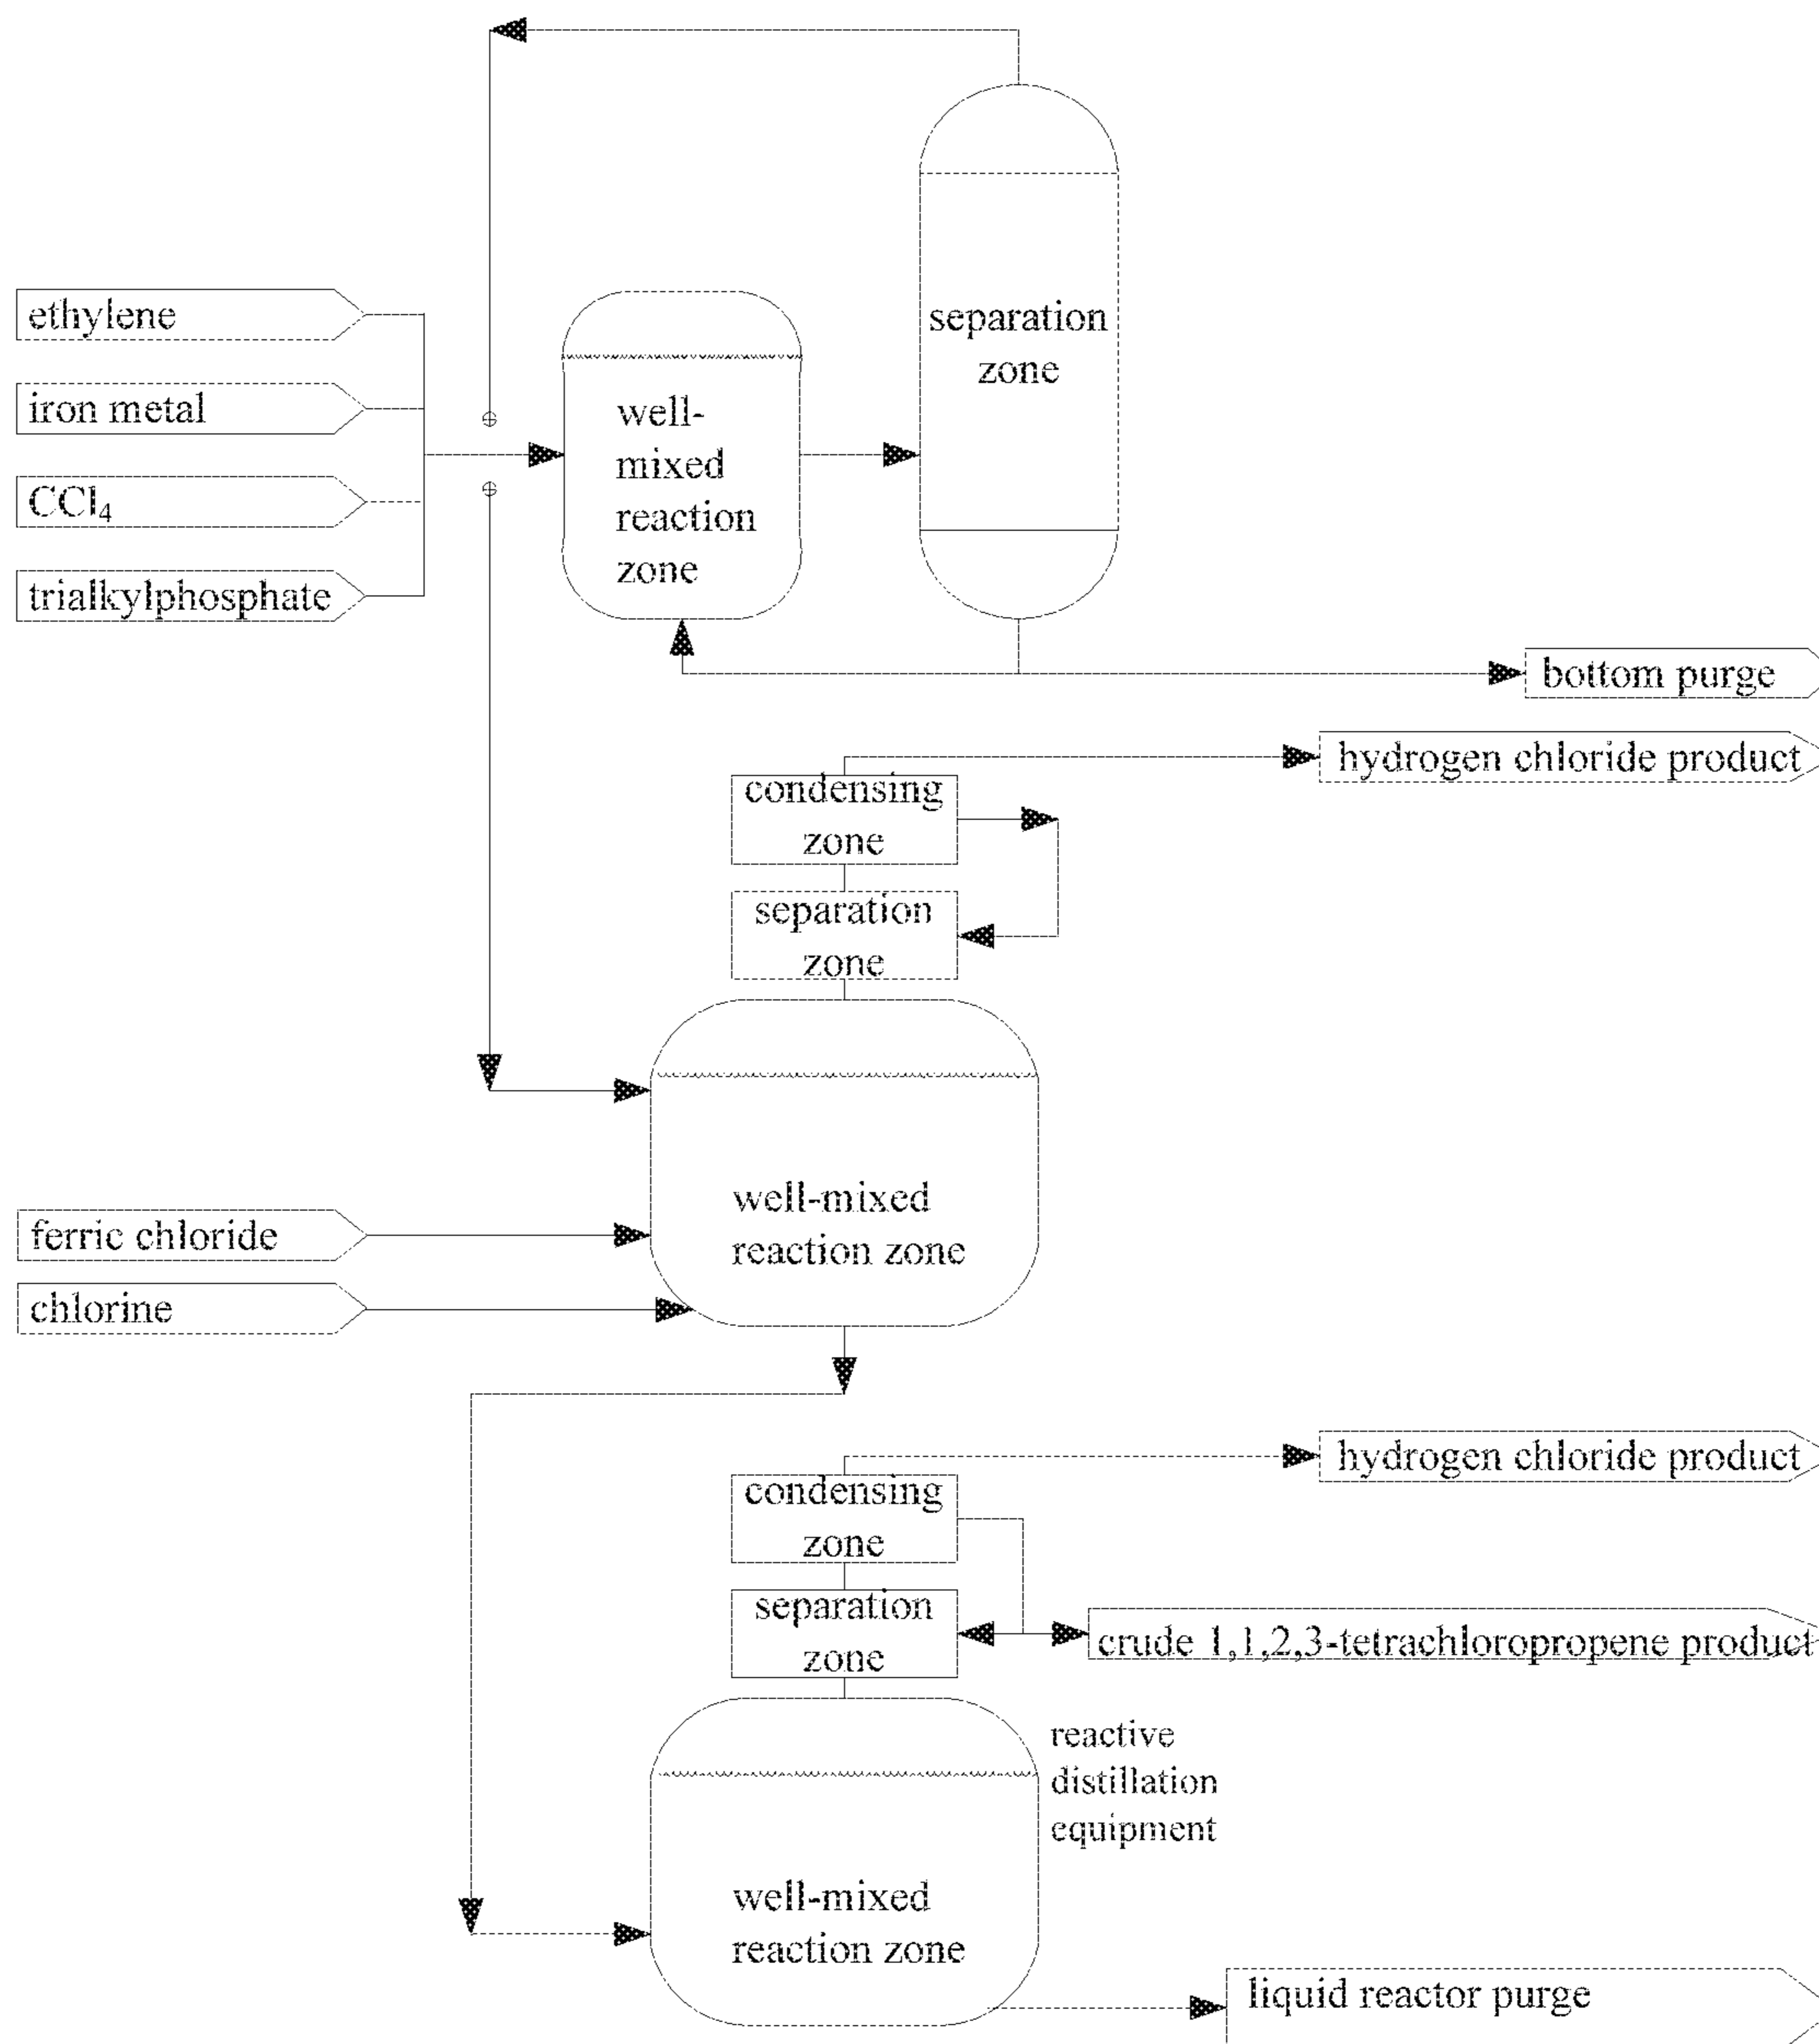 ethylene
iron metal
CCl₄
trialkylphosphate
well-
mixed
reaction
zone
separation
zone
bottom purge
hydrogen chloride product
condensing
zone
separation
zone
well-mixed
reaction zone
ferric chloride
chlorine
hydrogen chloride product
condensing
zone
separation
zone
crude 1,1,2,3-tetrachloropropene product
reactive
distillation
equipment
well-mixed
reaction zone
liquid reactor purge